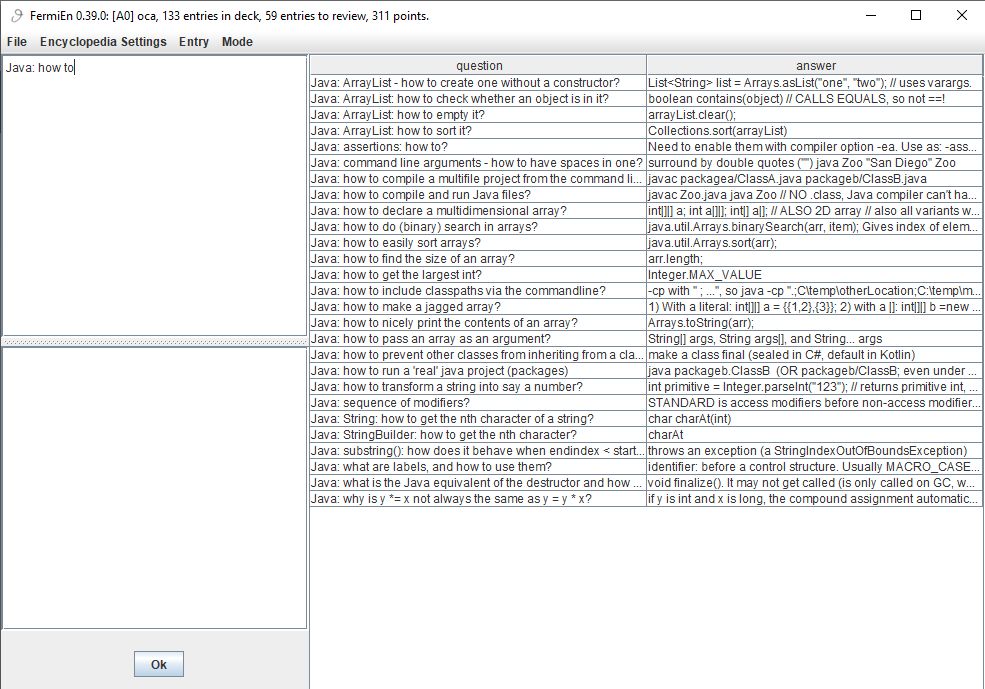 FermiEn 0.39.0: [A0] oca, 133 entries in deck, 59 entries to review, 311 points.
File Encyclopedia Settings Entry Mode
Java: how to
question answer
Java: ArrayList - how to create one without a constructor? List<String> list = Arrays.asList("one", "two"); // uses varargs.
Java: ArrayList: how to check whether an object is in it? boolean contains(object) // CALLS EQUALS, so not ==!
Java: ArrayList: how to empty it? arrayList.clear();
Java: ArrayList: how to sort it? Collections.sort(arrayList)
Java: assertions: how to? Need to enable them with compiler option -ea. Use as: -ass...
Java: command line arguments - how to have spaces in one? surround by double quotes ("") java Zoo "San Diego" Zoo
Java: how to compile a multifile project from the command li... javac packagea/ClassA.java packageb/ClassB.java
Java: how to compile and run Java files? javac Zoo.java java Zoo // NO .class, Java compiler can't ha...
Java: how to declare a multidimensional array? int[][] a; int a[][]; int[] a[]; // ALSO 2D array // also all variants w...
Java: how to do (binary) search in arrays? java.util.Arrays.binarySearch(arr, item); Gives index of elem...
Java: how to easily sort arrays? java.util.Arrays.sort(arr);
Java: how to find the size of an array? arr.length;
Java: how to get the largest int? Integer.MAX_VALUE
Java: how to include classpaths via the commandline? -cp with " ; ...", so java -cp ".;C:\temp\otherLocation;C:\temp\m...
Java: how to make a jagged array? 1) With a literal: int[][] a = {{1,2},{3}}; 2) with a []: int[][] b =new ...
Java: how to nicely print the contents of an array? Arrays.toString(arr);
Java: how to pass an array as an argument? String[] args, String args[], and String... args
Java: how to prevent other classes from inheriting from a cla... make a class final (sealed in C#, default in Kotlin)
Java: how to run a 'real' java project (packages) java packageb.ClassB (OR packageb/ClassB; even under ...
Java: how to transform a string into say a number? int primitive = Integer.parseInt("123"); // returns primitive int, ...
Java: sequence of modifiers? STANDARD is access modifiers before non-access modifier...
Java: String: how to get the nth character of a string? char charAt(int)
Java: StringBuilder: how to get the nth character? charAt
Java: substring(): how does it behave when endindex < start... throws an exception (a StringIndexOutOfBoundsException)
Java: what are labels, and how to use them? identifier: before a control structure. Usually MACRO_CASE...
Java: what is the Java equivalent of the destructor and how ... void finalize(). It may not get called (is only called on GC, w...
Java: why is y *= x not always the same as y = y * x? if y is int and x is long, the compound assignment automatic...
Ok